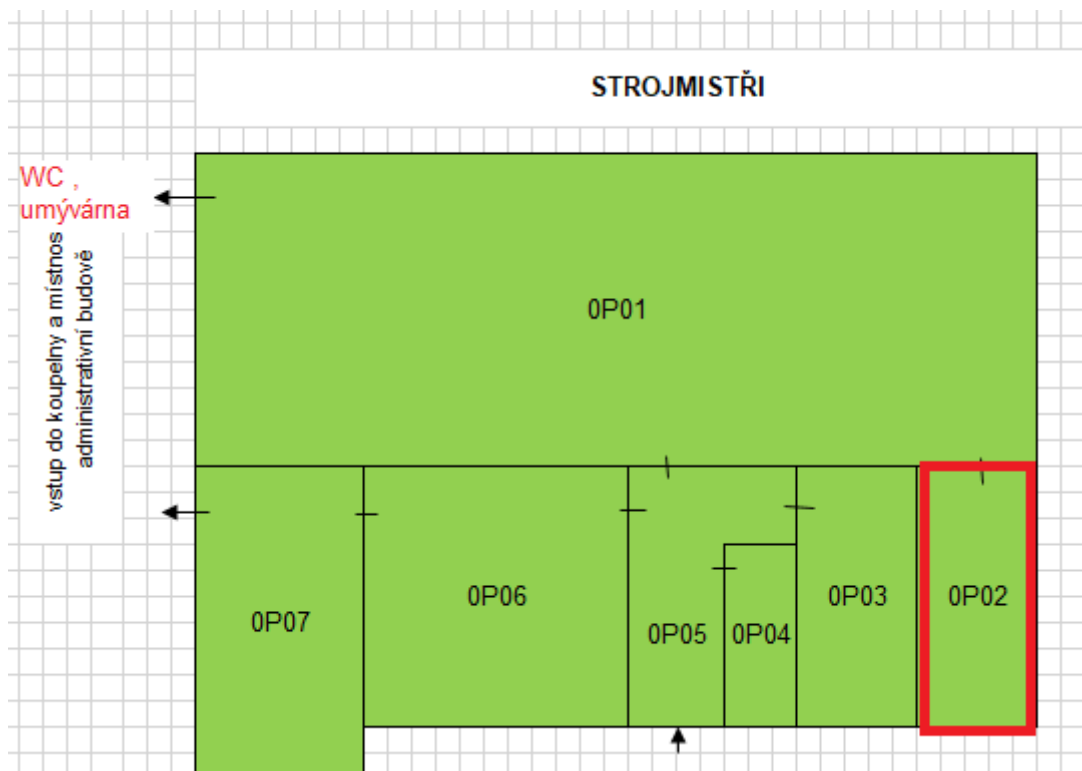 STROJMISTŘI
WC ,
umývárna
vstup do koupelny a místnos
administrativní budově
0P01
0P07
0P06
0P05
0P04
0P03
0P02